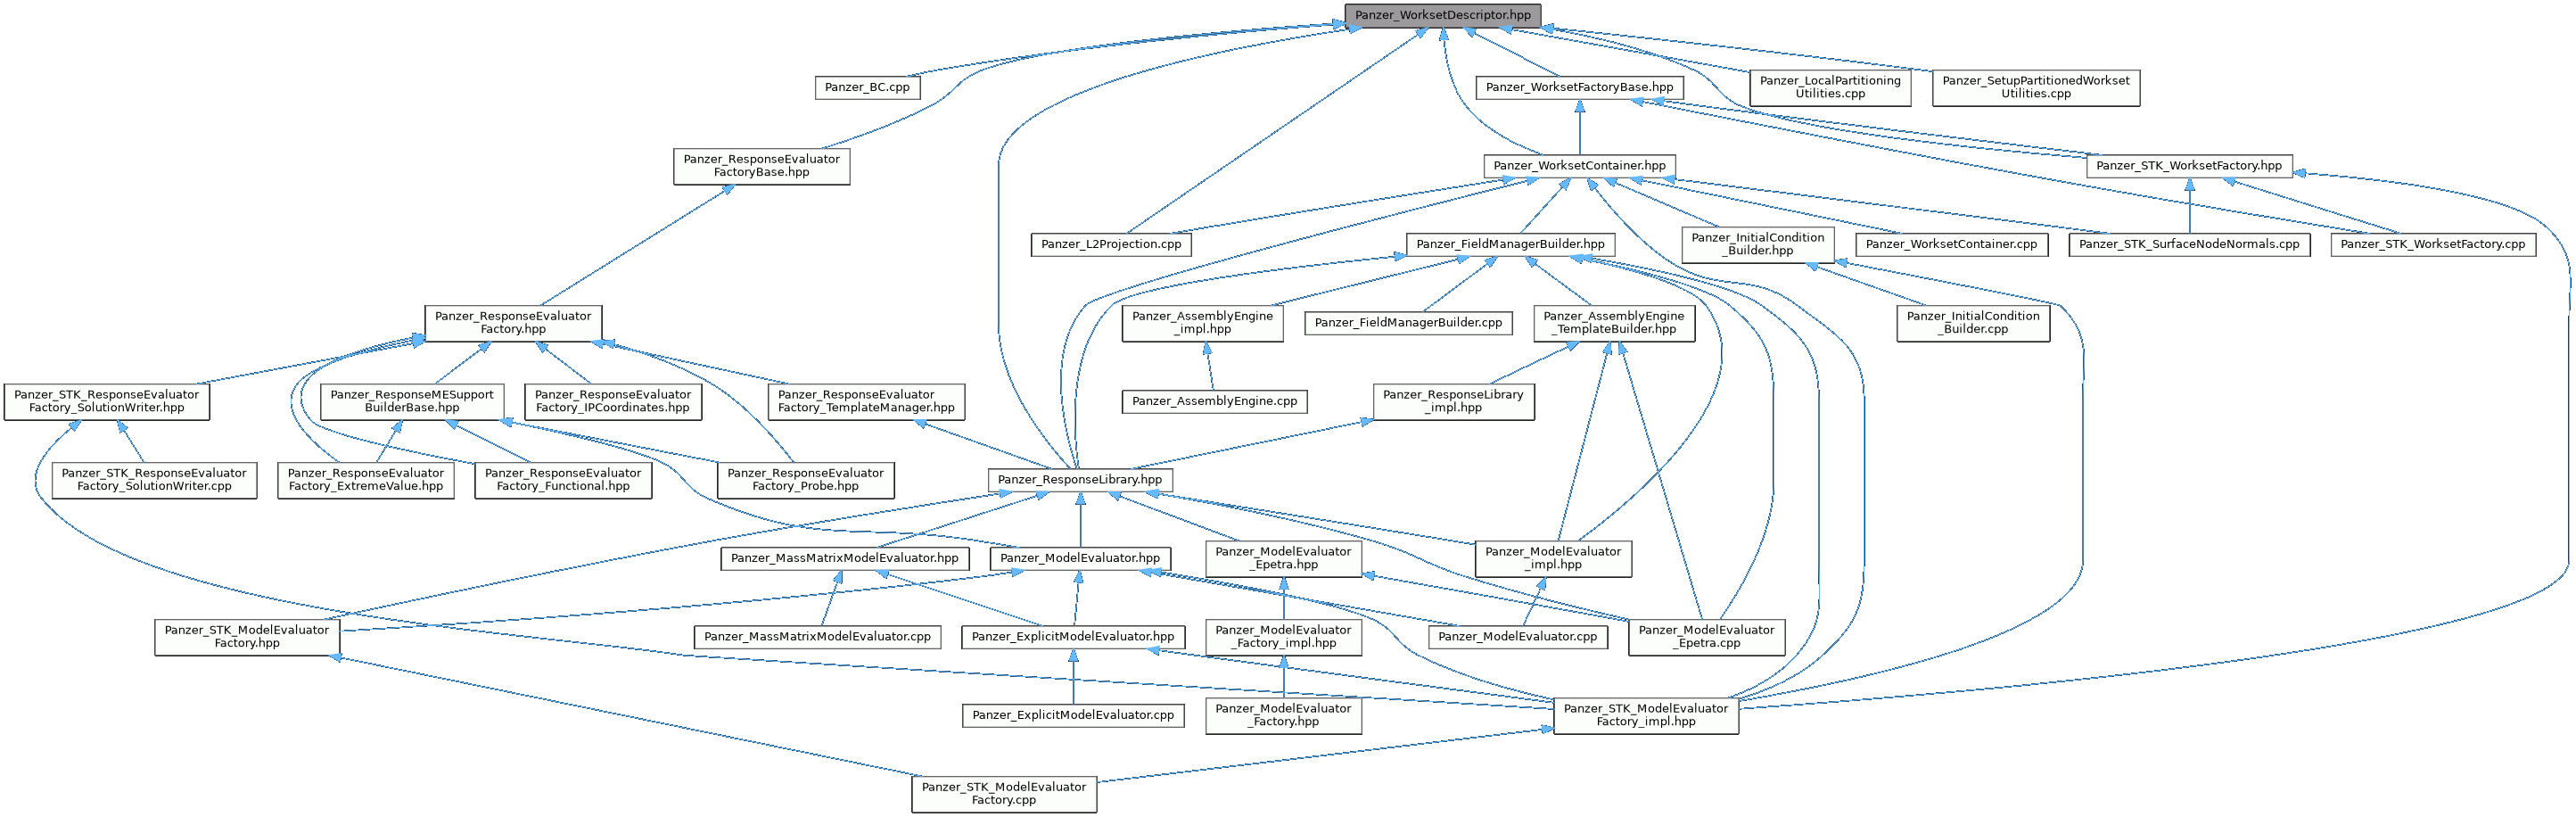 Panzer_WorksetDescriptor.hpp
Panzer_BC.cpp
Panzer_WorksetFactoryBase.hpp
Panzer_LocalPartitioning
Utilities.cpp
Panzer_SetupPartitionedWorkset
Utilities.cpp
Panzer_ResponseEvaluator
FactoryBase.hpp
Panzer_WorksetContainer.hpp
Panzer_STK_WorksetFactory.hpp
Panzer_L2Projection.cpp
Panzer_FieldManagerBuilder.hpp
Panzer_InitialCondition
_Builder.hpp
Panzer_WorksetContainer.cpp
Panzer_STK_SurfaceNodeNormals.cpp
Panzer_STK_WorksetFactory.cpp
Panzer_ResponseEvaluator
Factory.hpp
Panzer_AssemblyEngine
_impl.hpp
Panzer_FieldManagerBuilder.cpp
Panzer_AssemblyEngine
_TemplateBuilder.hpp
Panzer_InitialCondition
_Builder.cpp
Panzer_STK_ResponseEvaluator
Factory_SolutionWriter.hpp
Panzer_ResponseMESupport
BuilderBase.hpp
Panzer_ResponseEvaluator
Factory_IPCoordinates.hpp
Panzer_ResponseEvaluator
Factory_TemplateManager.hpp
Panzer_AssemblyEngine.cpp
Panzer_ResponseLibrary
_impl.hpp
Panzer_STK_ResponseEvaluator
Factory_SolutionWriter.cpp
Panzer_ResponseEvaluator
Factory_ExtremeValue.hpp
Panzer_ResponseEvaluator
Factory_Functional.hpp
Panzer_ResponseEvaluator
Factory_Probe.hpp
Panzer_ResponseLibrary.hpp
Panzer_MassMatrixModelEvaluator.hpp
Panzer_ModelEvaluator.hpp
Panzer_ModelEvaluator
_Epetra.hpp
Panzer_ModelEvaluator
_impl.hpp
Panzer_STK_ModelEvaluator
Factory.hpp
Panzer_MassMatrixModelEvaluator.cpp
Panzer_ExplicitModelEvaluator.hpp
Panzer_ModelEvaluator
_Factory_impl.hpp
Panzer_ModelEvaluator.cpp
Panzer_ModelEvaluator
_Epetra.cpp
Panzer_ExplicitModelEvaluator.cpp
Panzer_ModelEvaluator
_Factory.hpp
Panzer_STK_ModelEvaluator
Factory_impl.hpp
Panzer_STK_ModelEvaluator
Factory.cpp